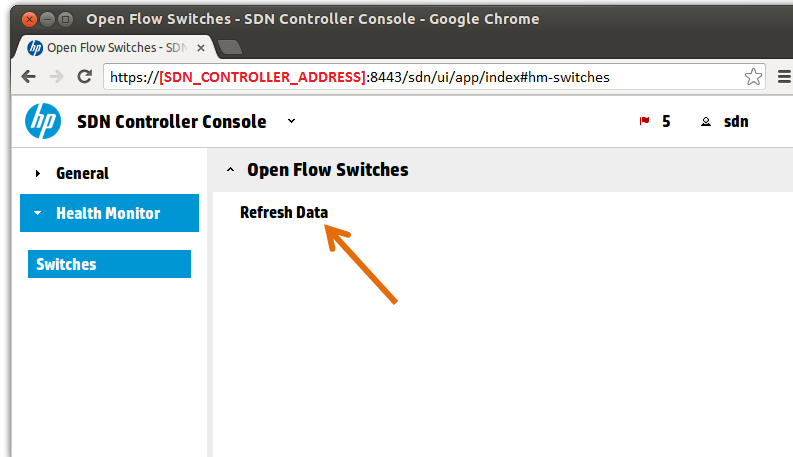 Open Flow Switches - SDN Controller Console - Google Chrome
hp Open Flow Switches - SDN
https://[SDN_CONTROLLER_ADDRESS]:8443/sdn/ui/app/index#hm-switches
hp SDN Controller Console 5 sdn
General
Open Flow Switches
Health Monitor
Refresh Data
Switches